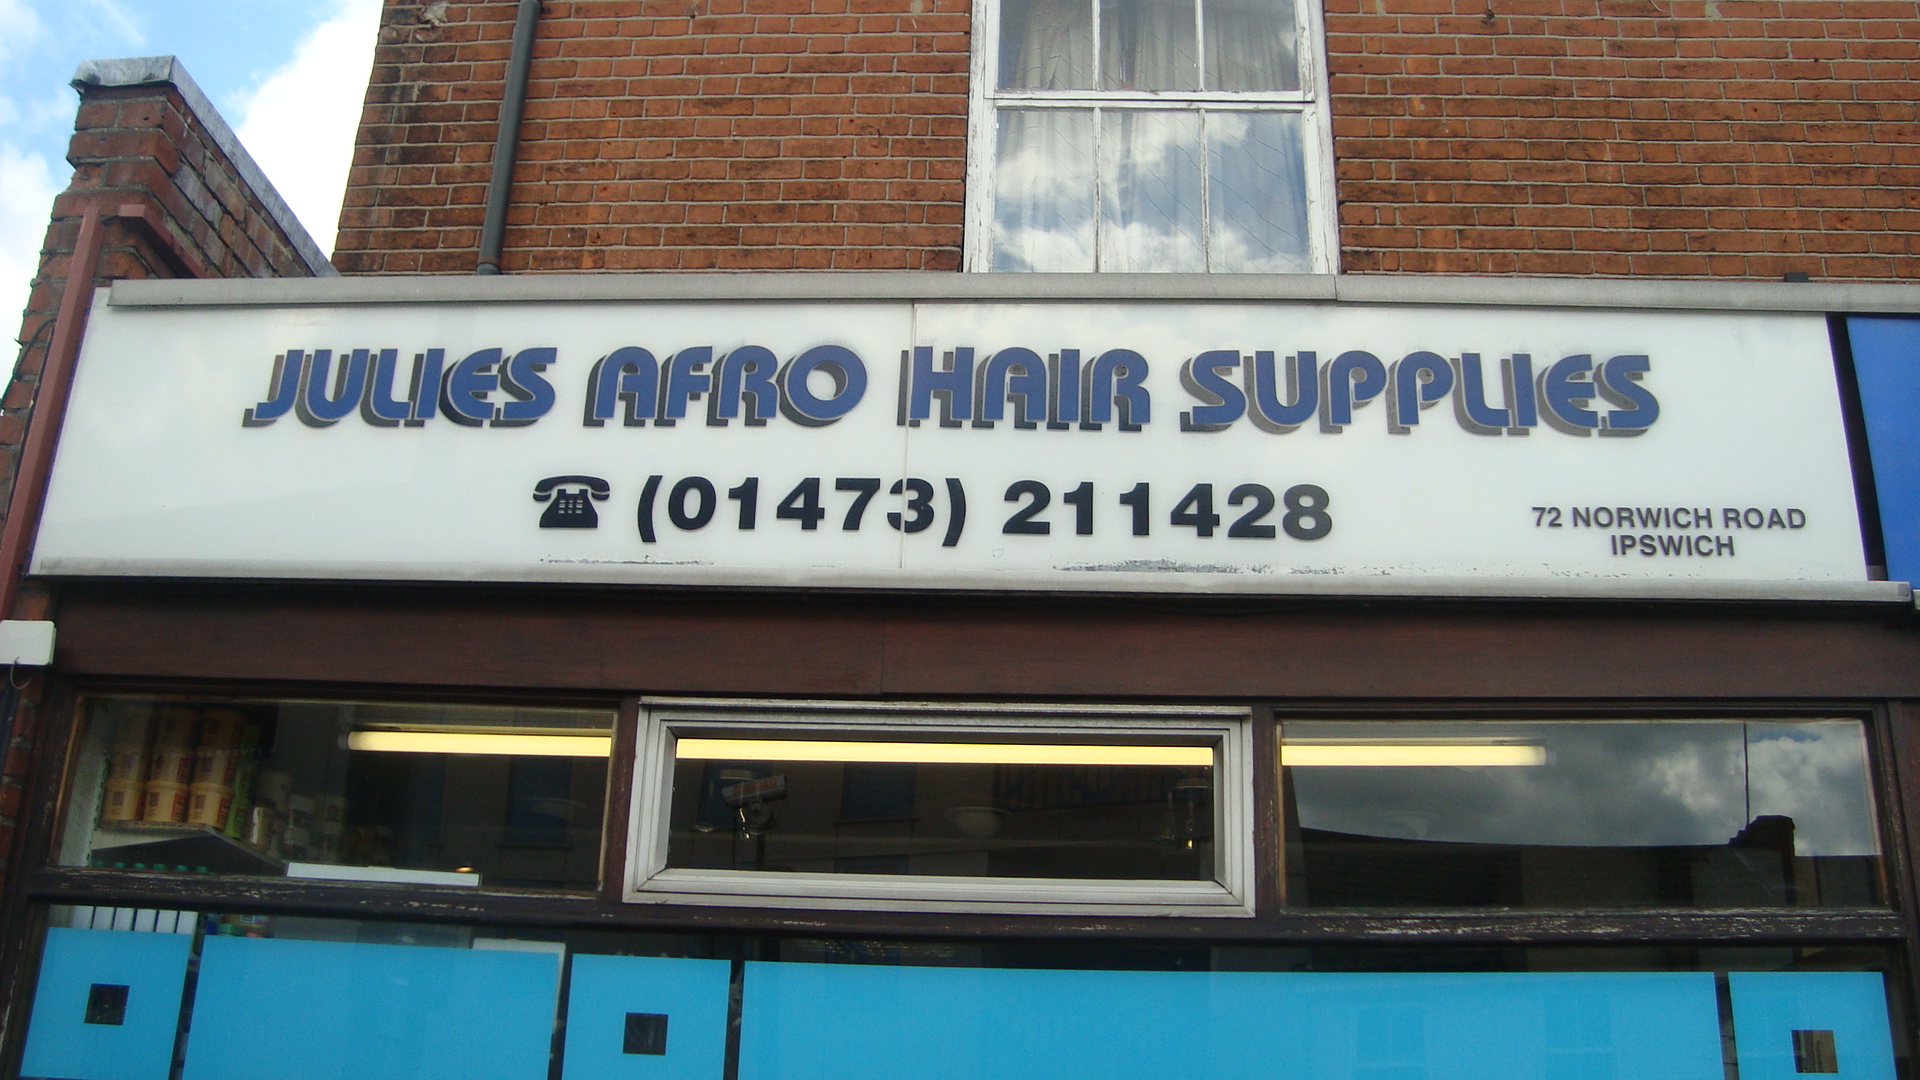 JULIES AFRO HAIR SUPPLIES
☎ (01473) 211428
72 NORWICH ROAD
IPSWICH